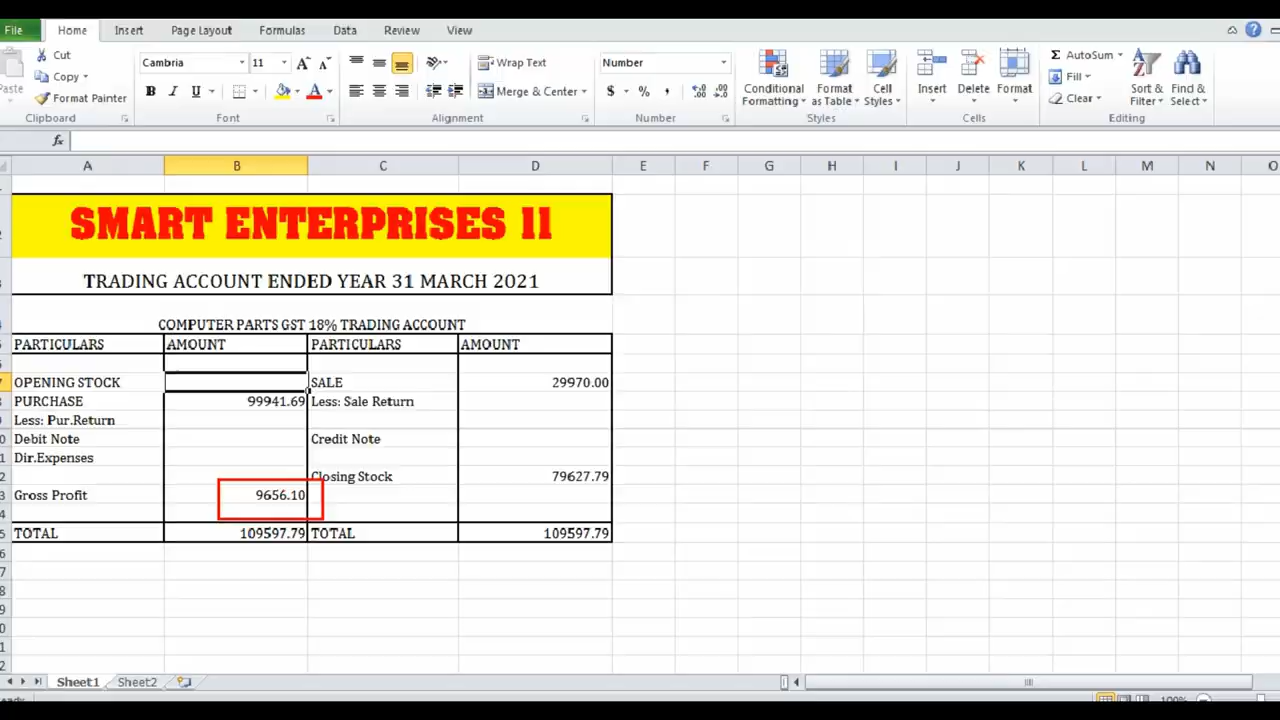 File Home Insert Page Layout Formulas Data Review View
Cut Cambria 11 Wrap Text Number AutoSum
Copy Fill
Format Painter B I U Merge & Center $ % , Conditional Formatting Format as Table Cell Styles Insert Delete Format Clear Sort & Filter Find & Select
Clipboard Font Alignment Number Styles Cells Editing
fx
A B C D E F G H I J K L M N O
SMART ENTERPRISES 11
TRADING ACCOUNT ENDED YEAR 31 MARCH 2021
COMPUTER PARTS GST 18% TRADING ACCOUNT
PARTICULARS AMOUNT PARTICULARS AMOUNT
OPENING STOCK SALE 29970.00
PURCHASE 99941.69 Less: Sale Return
Less: Pur.Return
Debit Note Credit Note
Dir.Expenses
Closing Stock 79627.79
Gross Profit 9656.10
TOTAL 109597.79 TOTAL 109597.79
Sheet1 Sheet2
100%